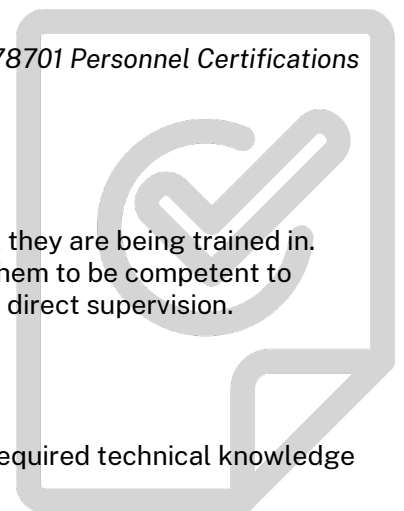 78701 Personnel Certifications
they are being trained in.
hem to be competent to
direct supervision.
equired technical knowledge